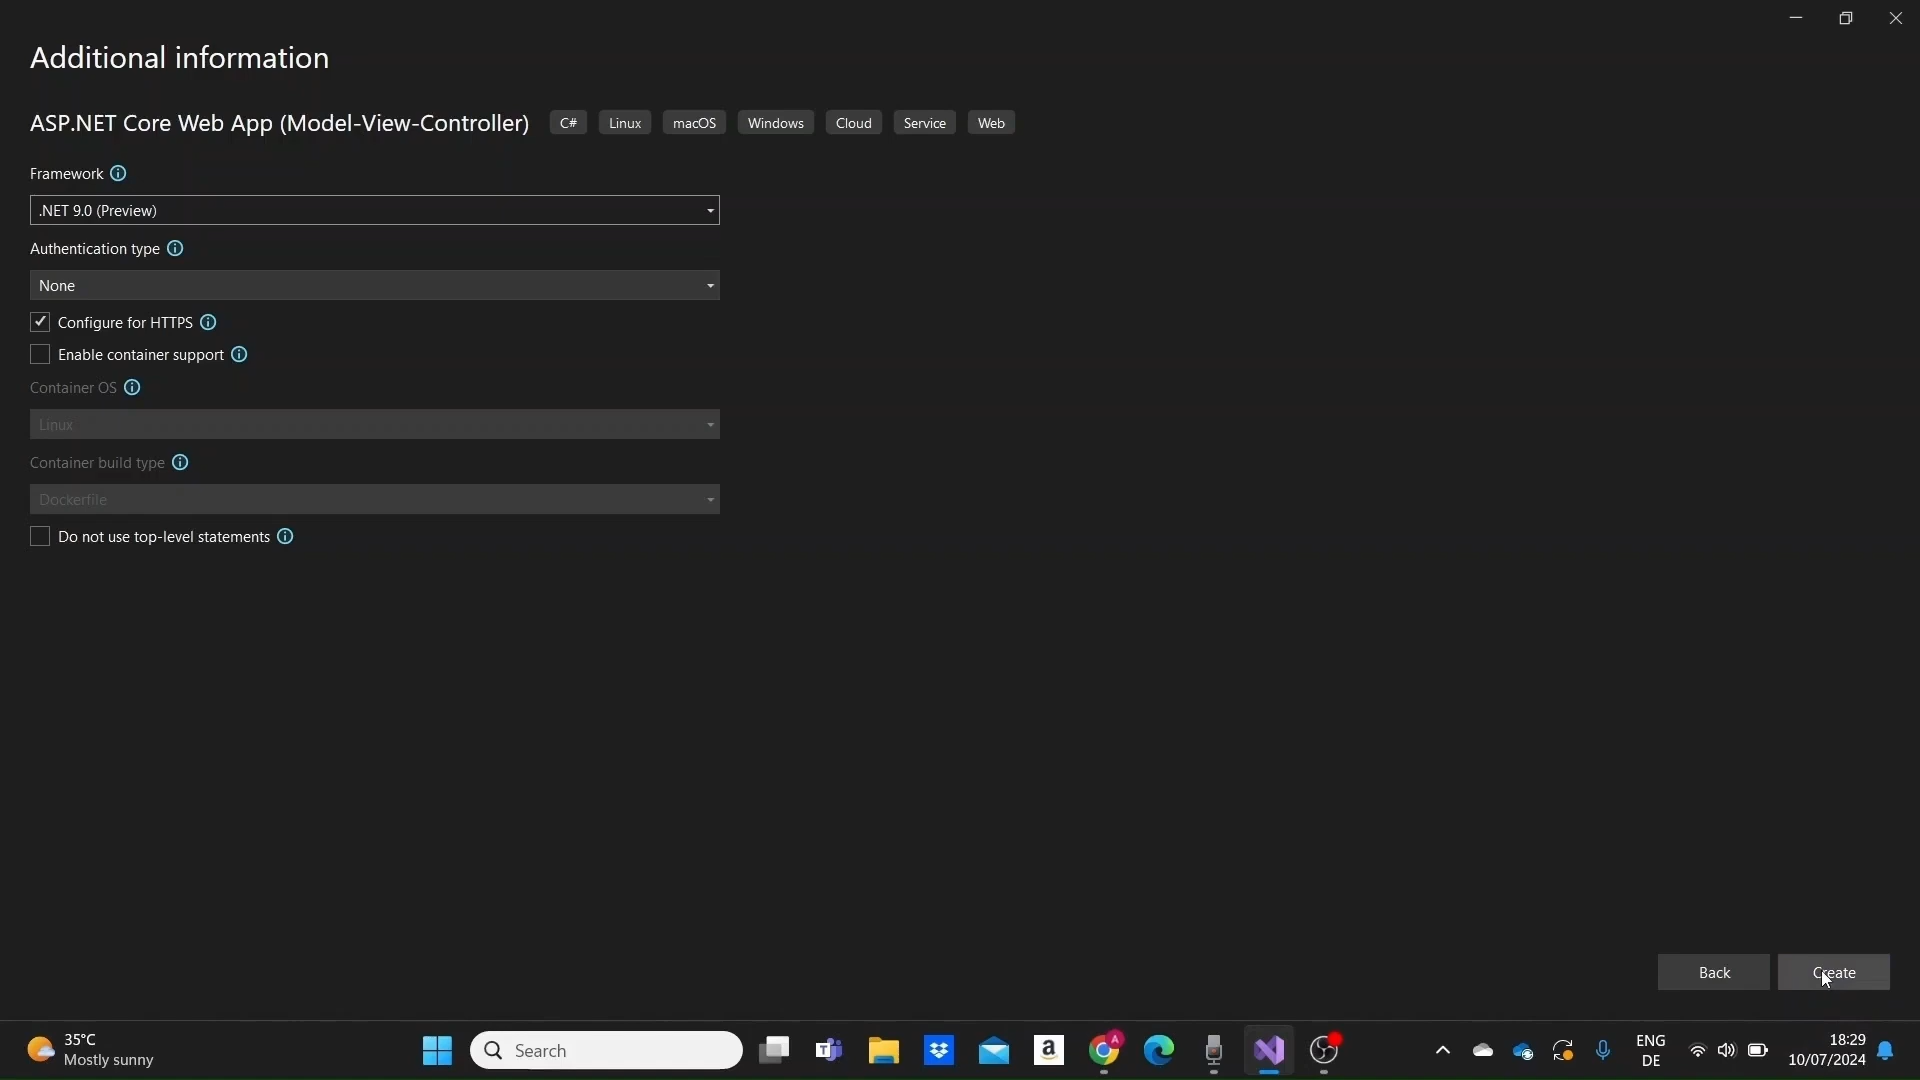 Additional information
ASP.NET Core Web App (Model-View-Controller) C# Linux macOS Windows Cloud Service Web
Framework
.NET 9.0 (Preview)
Authentication type
None
Configure for HTTPS
Enable container support
Container OS
Linux
Container build type
Dockerfile
Do not use top-level statements
Back Create
35°C
Mostly sunny
Search
ENG
DE
18:29
10/07/2024